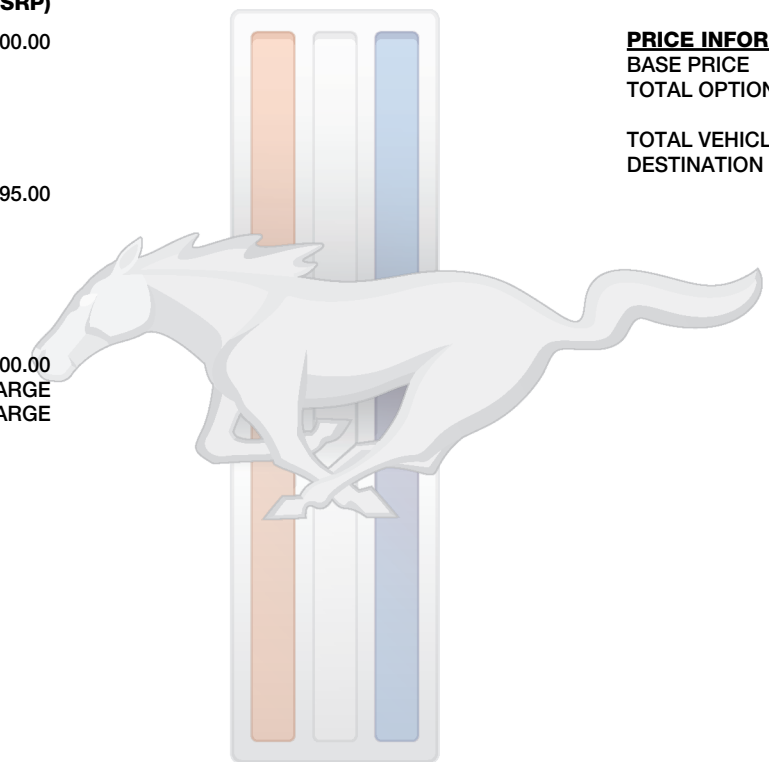 SRP)
00.00
95.00
00.00
ARGE
ARGE
PRICE INFOR
BASE PRICE
TOTAL OPTION
TOTAL VEHICL
DESTINATION